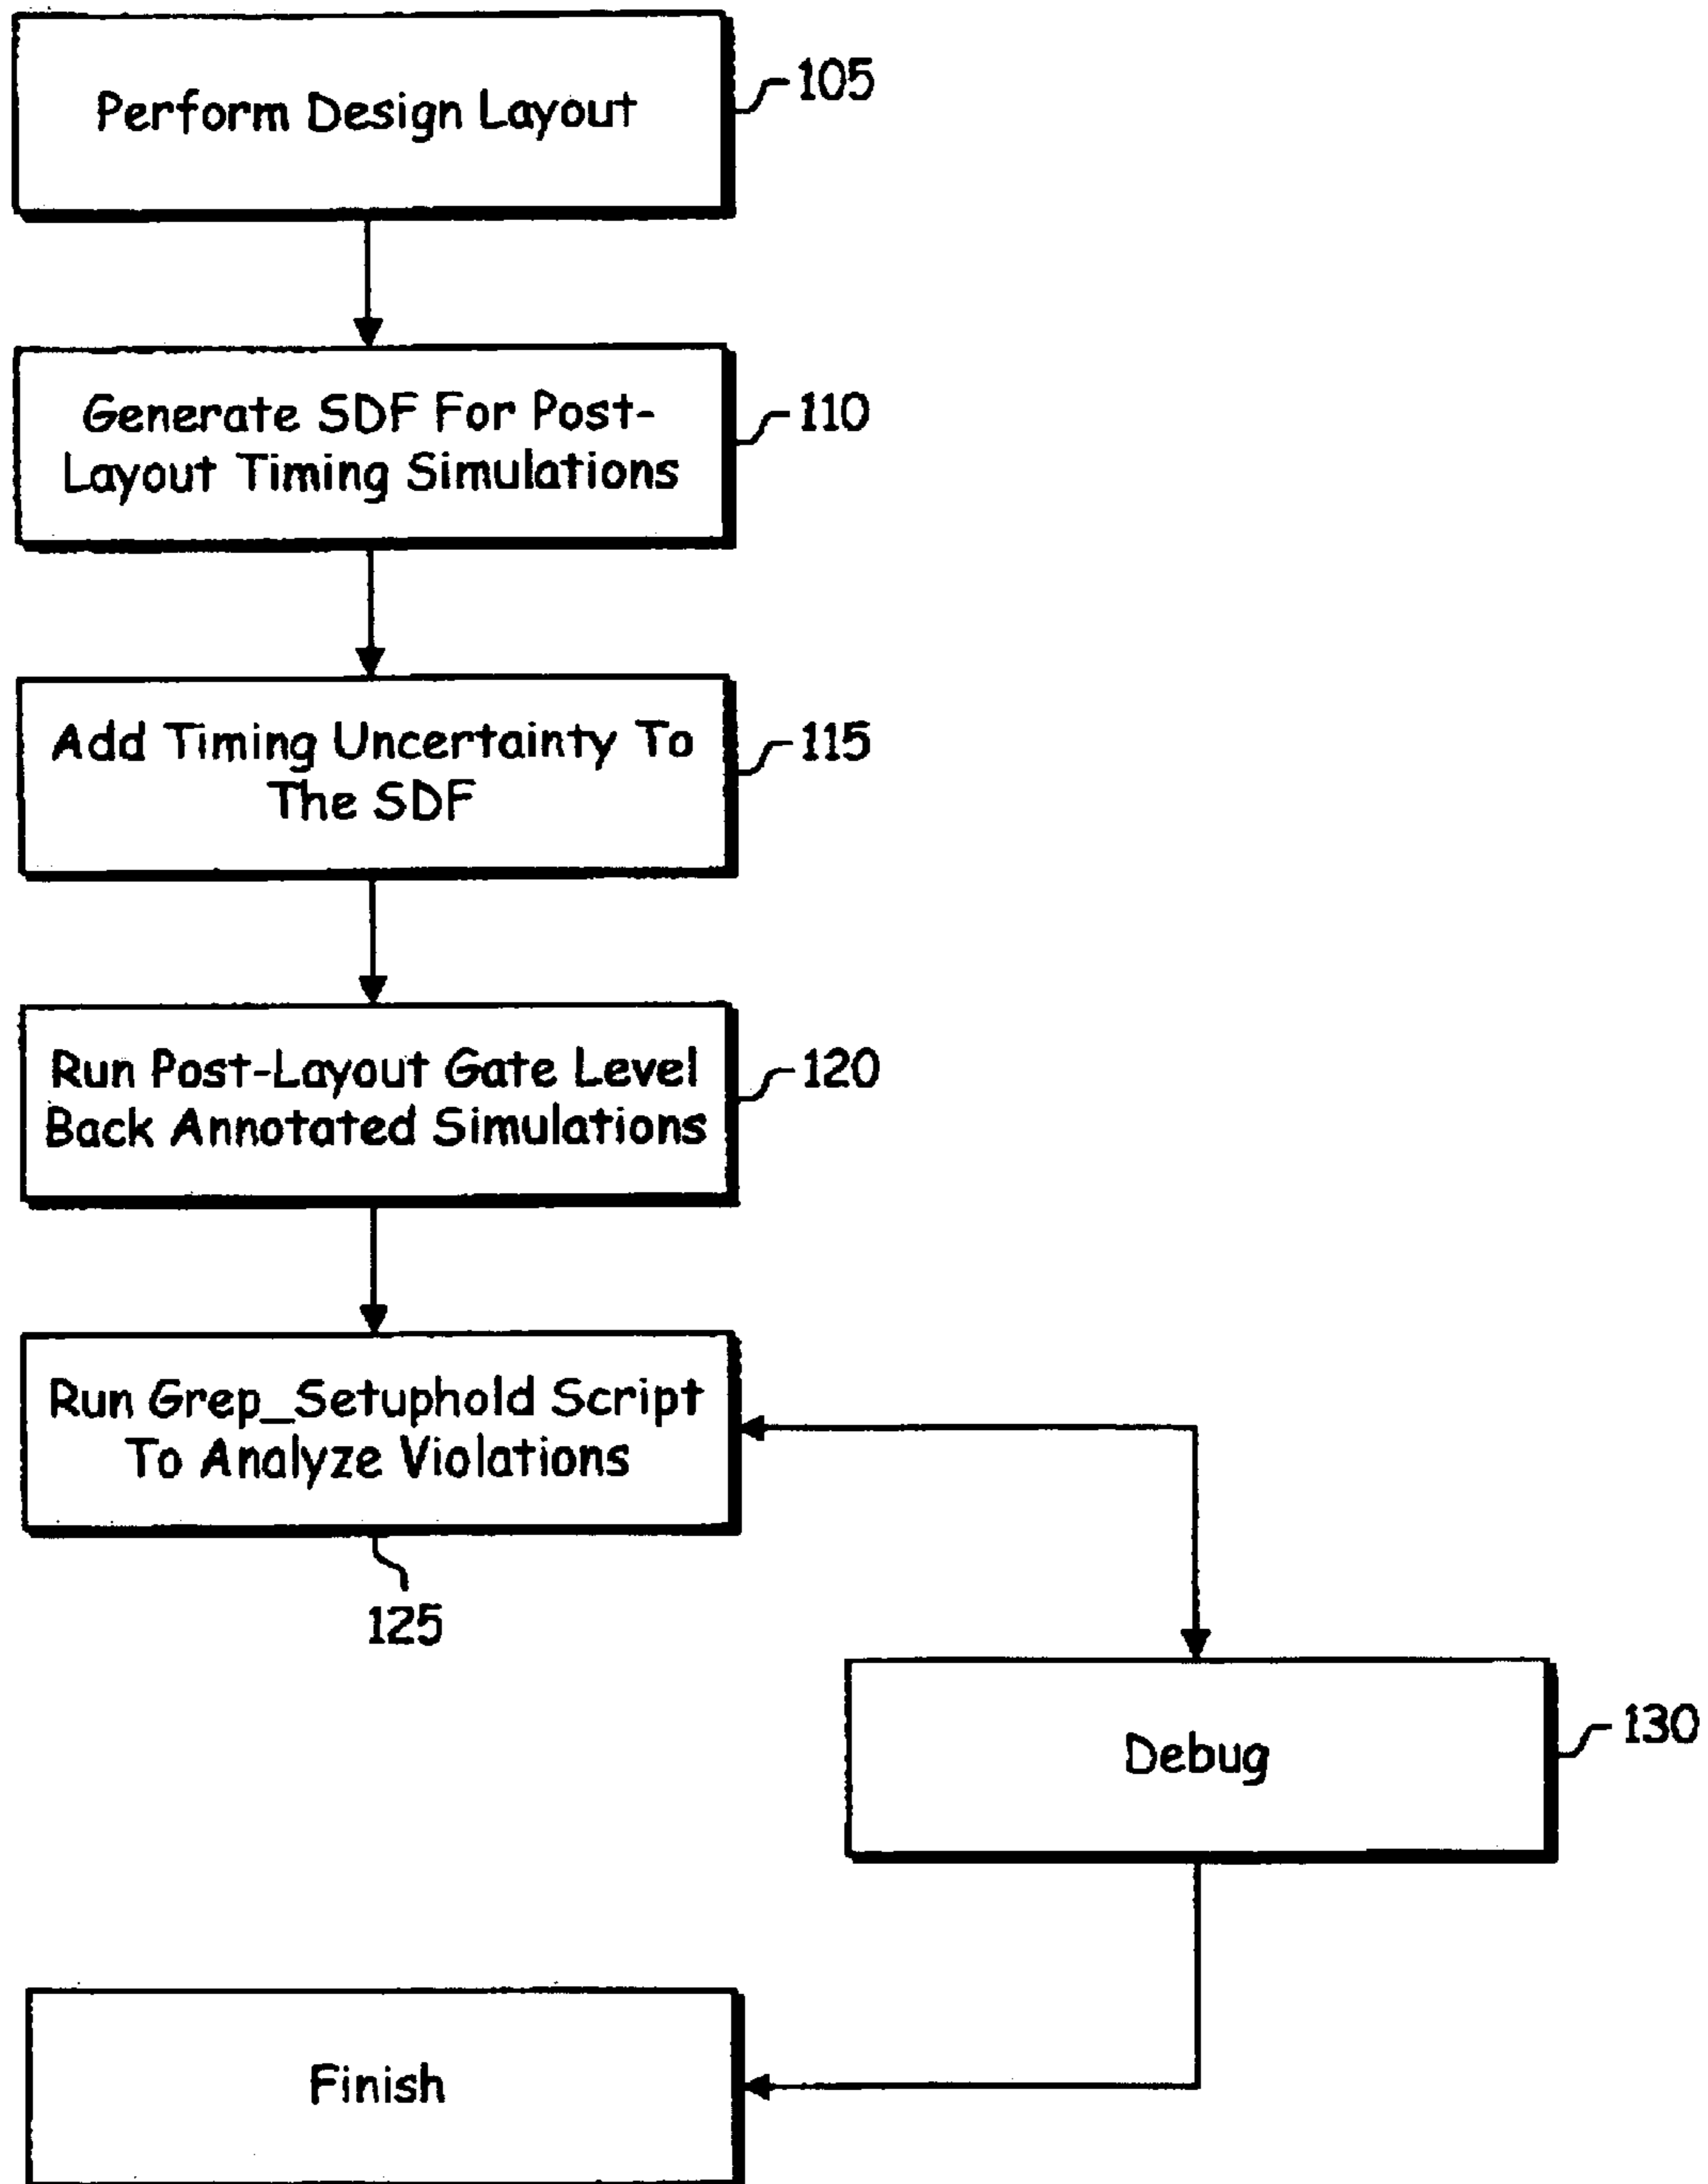 Perform Design Layout
105
Generate SDF For Post-
Layout Timing Simulations
110
Add Timing Uncertainty To
The SDF
115
Run Post-Layout Gate Level
Back Annotated Simulations
120
Run Grep_Setuphold Script
To Analyze Violations
125
Debug
130
Finish